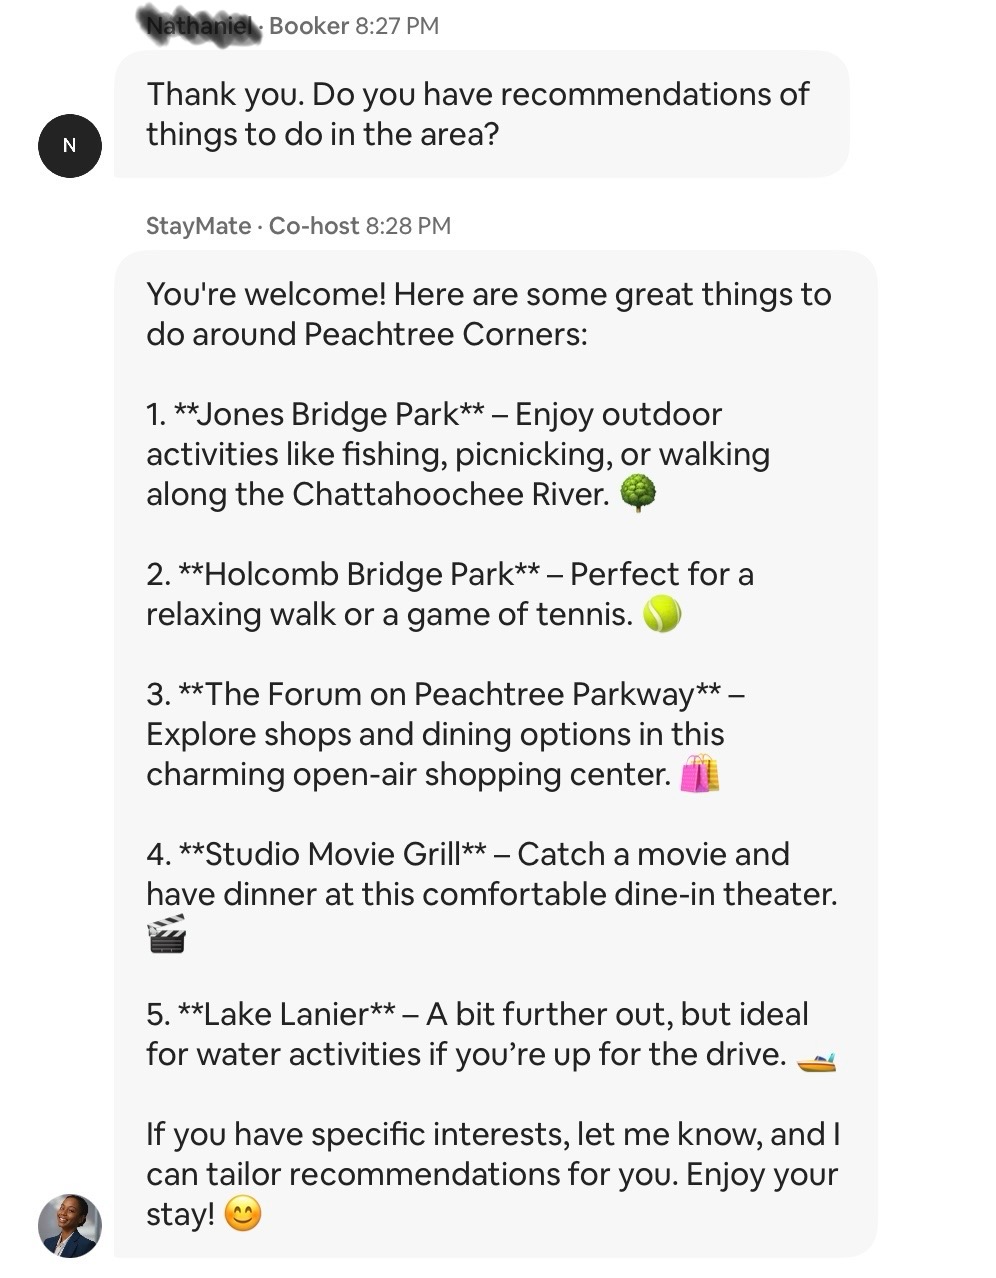 · Booker 8:27 PM
Thank you. Do you have recommendations of
things to do in the area?
N
StayMate · Co-host 8:28 PM
You're welcome! Here are some great things to
do around Peachtree Corners:
1. **Jones Bridge Park** – Enjoy outdoor
activities like fishing, picnicking, or walking
along the Chattahoochee River. 🌳
2. **Holcomb Bridge Park** – Perfect for a
relaxing walk or a game of tennis. 🎾
3. **The Forum on Peachtree Parkway** –
Explore shops and dining options in this
charming open-air shopping center. 🛍️
4. **Studio Movie Grill** – Catch a movie and
have dinner at this comfortable dine-in theater.
🎬
5. **Lake Lanier** – A bit further out, but ideal
for water activities if you’re up for the drive. 🚤
If you have specific interests, let me know, and I
can tailor recommendations for you. Enjoy your
stay! 😊